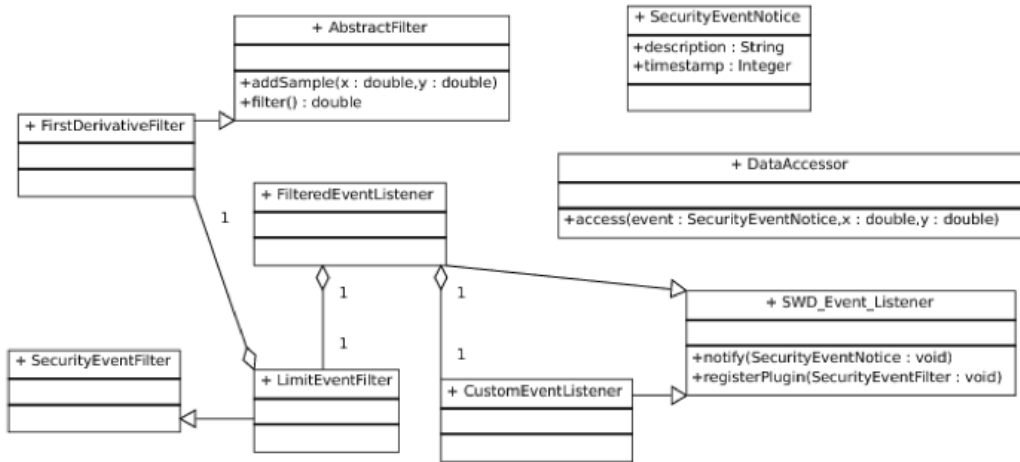 + AbstractFilter
+addSample(x : double,y : double)
+filter() : double
+ SecurityEventNotice
+description : String
+timestamp : Integer
+ FirstDerivativeFilter
+ DataAccessor
+access(event : SecurityEventNotice,x : double,y : double)
+ FilteredEventListener
1
1
1
+ SWD_Event_Listener
+notify(SecurityEventNotice : void)
+registerPlugin(SecurityEventFilter : void)
1
1
+ SecurityEventFilter
+ LimitEventFilter
+ CustomEventListener